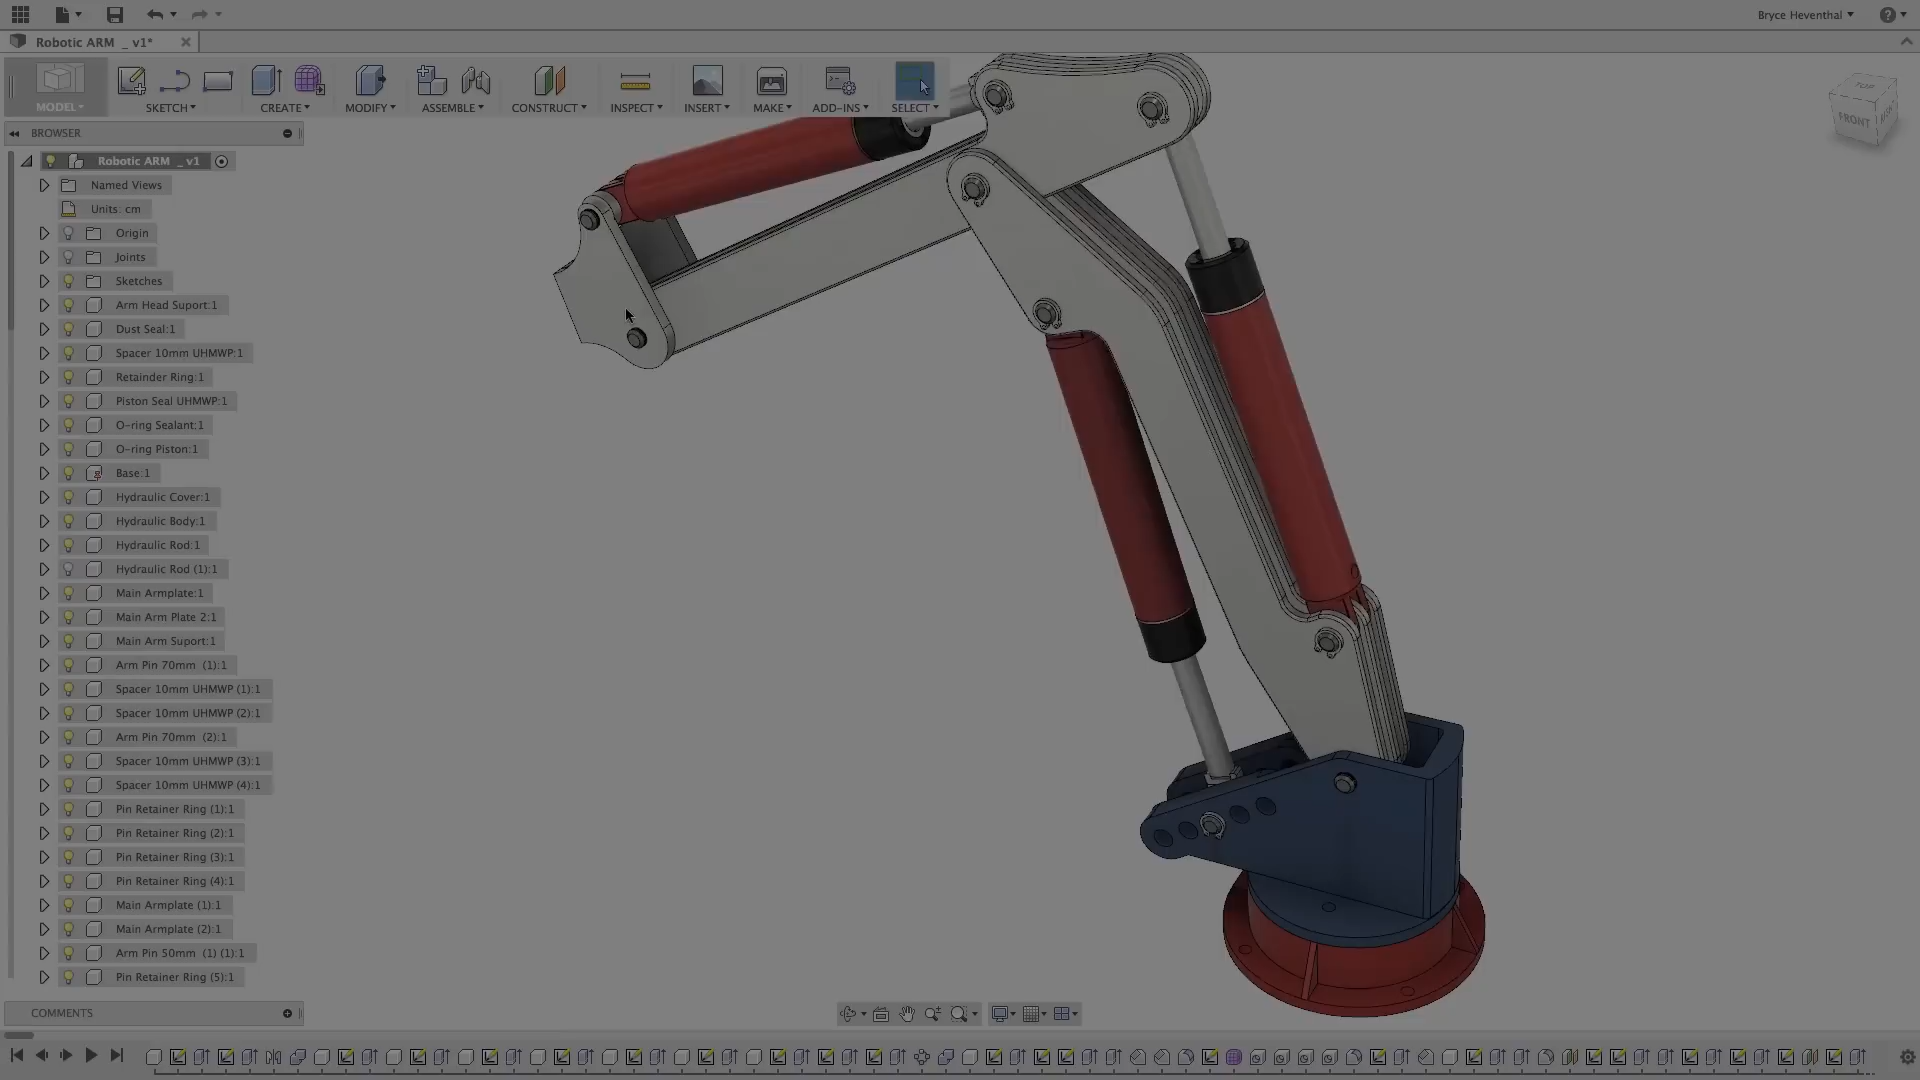 Bryce Heventhal
Robotic ARM _ v1*
MODEL
SKETCH
CREATE
MODIFY
ASSEMBLE
CONSTRUCT
INSPECT
INSERT
MAKE
ADD-INS
SELECT
TOP
FRONT
BROWSER
Robotic ARM _ v1
Named Views
Units: cm
Origin
Joints
Sketches
Arm Head Suport:1
Dust Seal:1
Spacer 10mm UHMWP:1
Retainder Ring:1
Piston Seal UHMWP:1
O-ring Sealant:1
O-ring Piston:1
Base:1
Hydraulic Cover:1
Hydraulic Body:1
Hydraulic Rod:1
Hydraulic Rod (1):1
Main Armplate:1
Main Arm Plate 2:1
Main Arm Suport:1
Arm Pin 70mm (1):1
Spacer 10mm UHMWP (1):1
Spacer 10mm UHMWP (2):1
Arm Pin 70mm (2):1
Spacer 10mm UHMWP (3):1
Spacer 10mm UHMWP (4):1
Pin Retainer Ring (1):1
Pin Retainer Ring (2):1
Pin Retainer Ring (3):1
Pin Retainer Ring (4):1
Main Armplate (1):1
Main Armplate (2):1
Arm Pin 50mm (1) (1):1
Pin Retainer Ring (5):1
COMMENTS